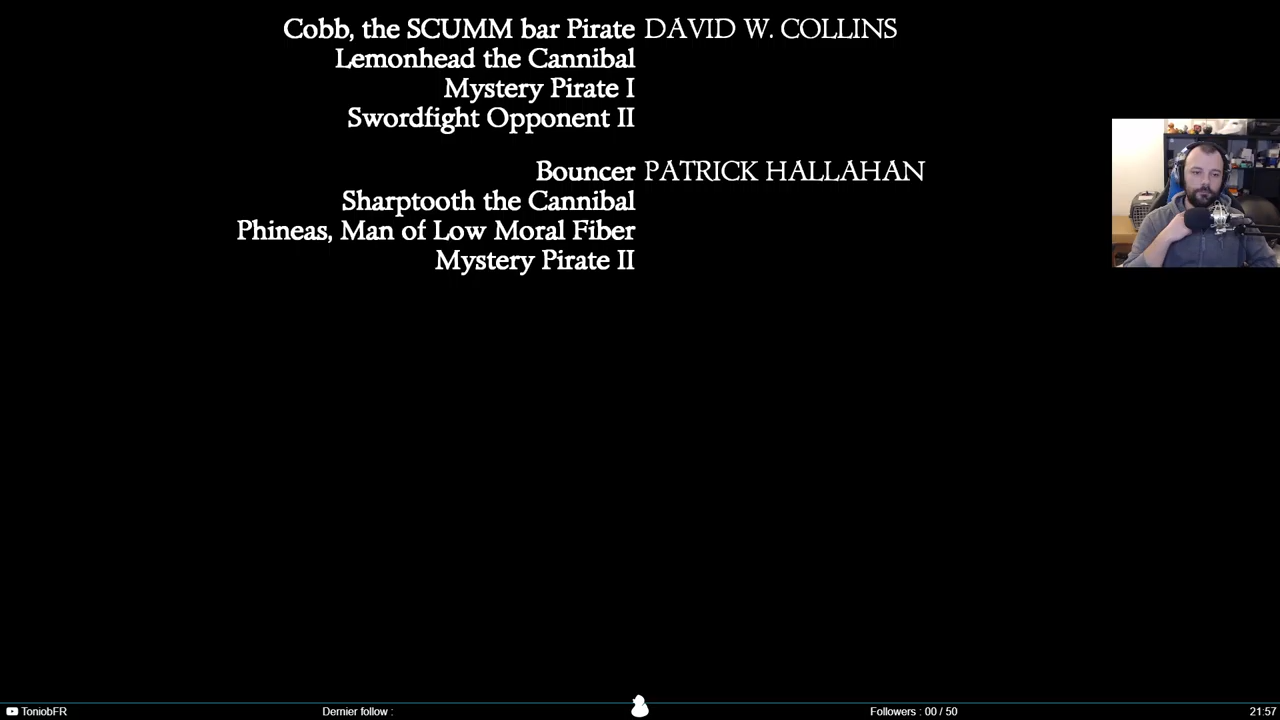 Cobb, the SCUMM bar Pirate DAVID W. COLLINS
Lemonhead the Cannibal
Mystery Pirate I
Swordfight Opponent II
Bouncer PATRICK HALLAHAN
Sharptooth the Cannibal
Phineas, Man of Low Moral Fiber
Mystery Pirate II
ToniobFR Dernier follow : Followers : 00 / 50 21:57